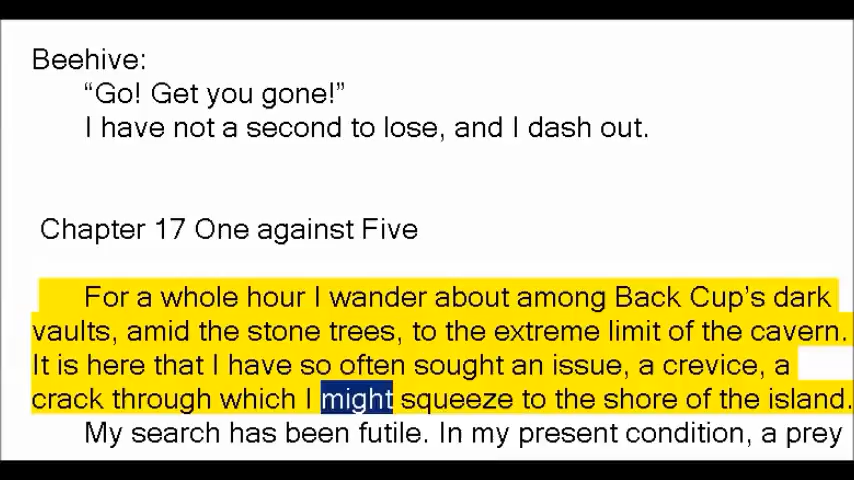 Beehive:
“Go! Get you gone!”
I have not a second to lose, and I dash out.
Chapter 17 One against Five
For a whole hour I wander about among Back Cup’s dark
vaults, amid the stone trees, to the extreme limit of the cavern.
It is here that I have so often sought an issue, a crevice, a
crack through which I might squeeze to the shore of the island.
My search has been futile. In my present condition, a prey